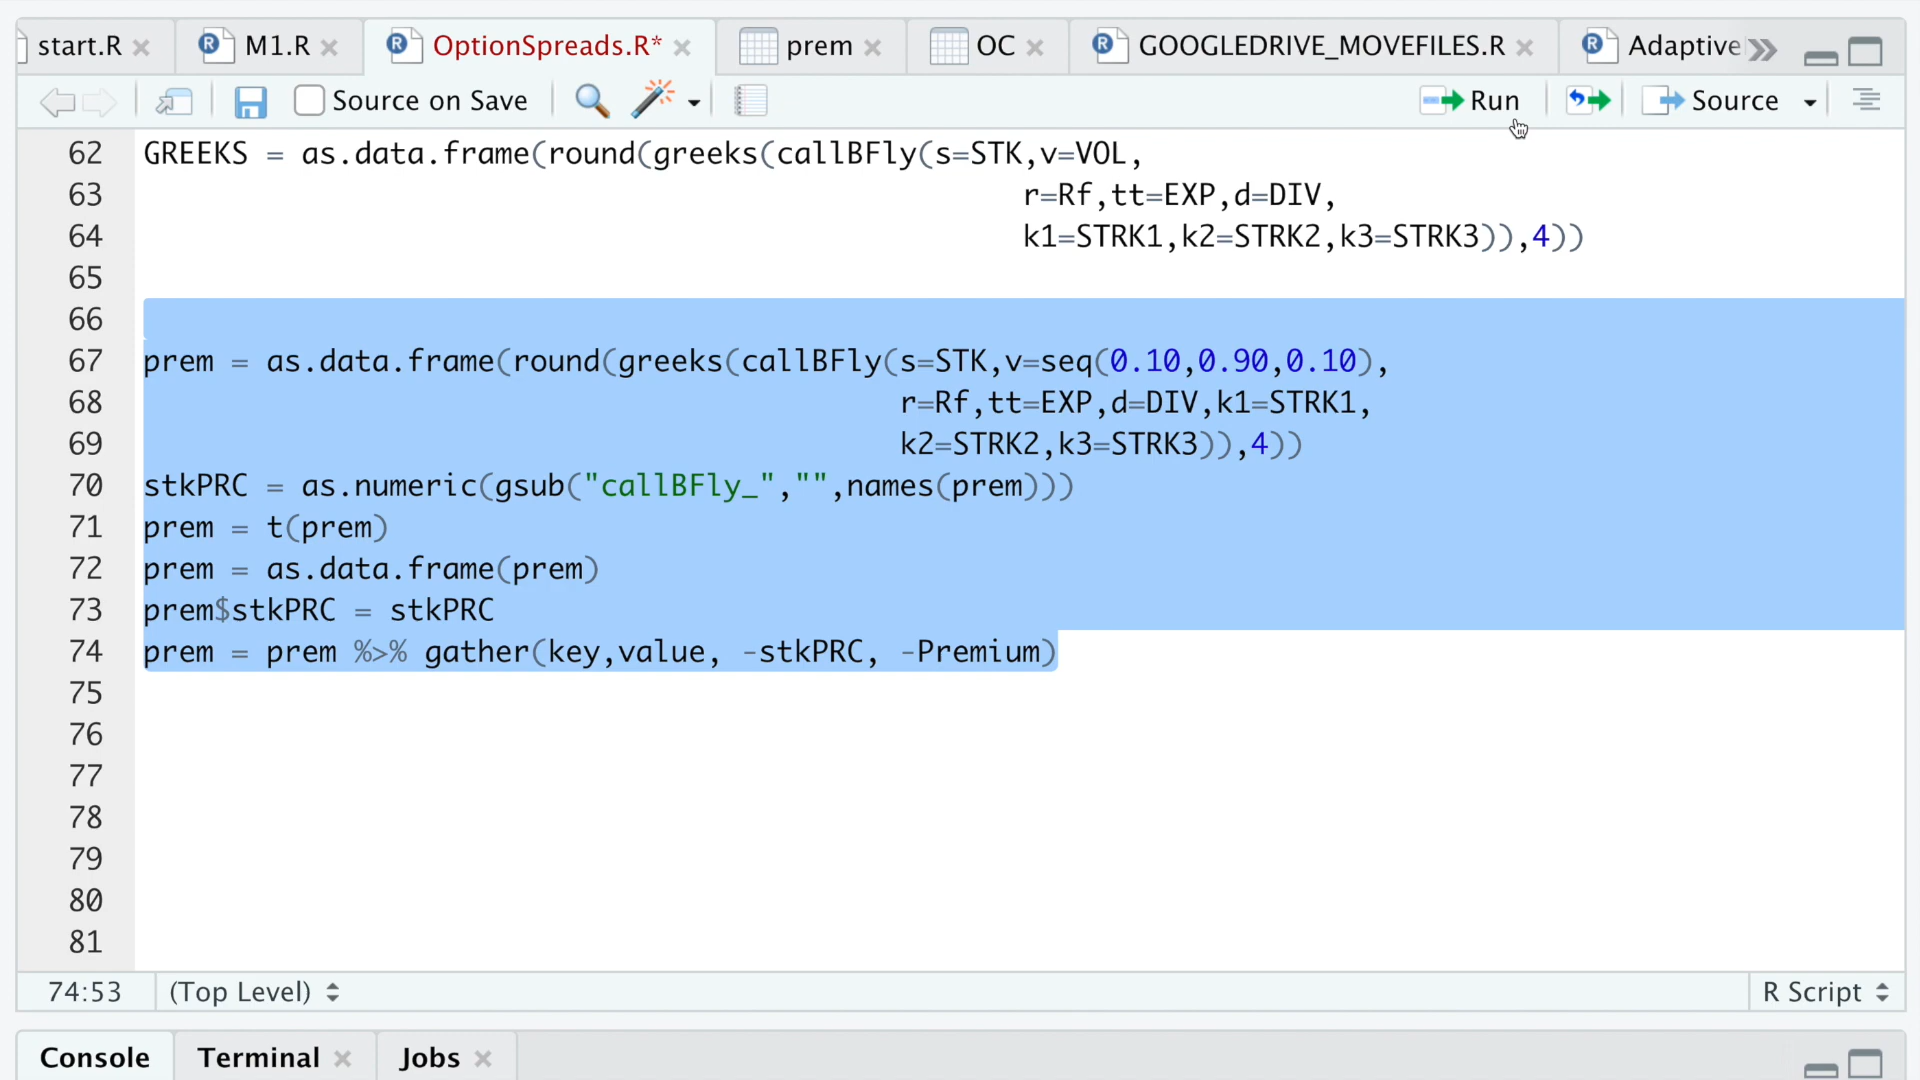 start.R
M1.R
OptionSpreads.R*
prem
OC
GOOGLEDRIVE_MOVEFILES.R
Adaptive
Source on Save
Run
Source
62 GREEKS = as.data.frame(round(greeks(callBFly(s=STK,v=VOL,
63 r=Rf,tt=EXP,d=DIV,
64 k1=STRK1,k2=STRK2,k3=STRK3)),4))
65
66
67 prem = as.data.frame(round(greeks(callBFly(s=STK,v=seq(0.10,0.90,0.10),
68 r=Rf,tt=EXP,d=DIV,k1=STRK1,
69 k2=STRK2,k3=STRK3)),4))
70 stkPRC = as.numeric(gsub("callBFly_","",names(prem)))
71 prem = t(prem)
72 prem = as.data.frame(prem)
73 prem$stkPRC = stkPRC
74 prem = prem %>% gather(key,value, -stkPRC, -Premium)
75
76
77
78
79
80
81
74:53 (Top Level) R Script
Console Terminal Jobs